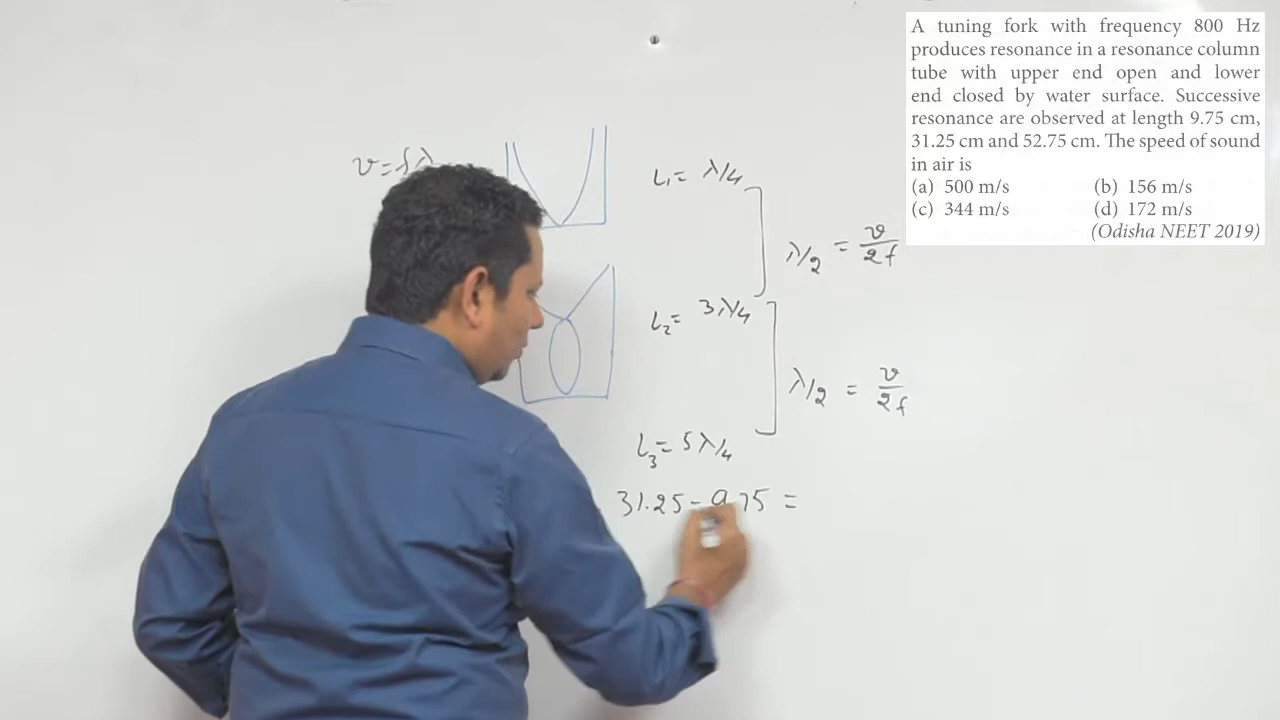 A tuning fork with frequency 800 Hz
produces resonance in a resonance column
tube with upper end open and lower
end closed by water surface. Successive
resonance are observed at length 9.75 cm,
31.25 cm and 52.75 cm. The speed of sound
in air is
(a) 500 m/s (b) 156 m/s
(c) 344 m/s (d) 172 m/s
(Odisha NEET 2019)
v=fλ
L₁= λ/4
λ/2 = v/2f
L₂= 3λ/4
λ/2 = v/2f
L₃= 5λ/4
31.25-9.75 =